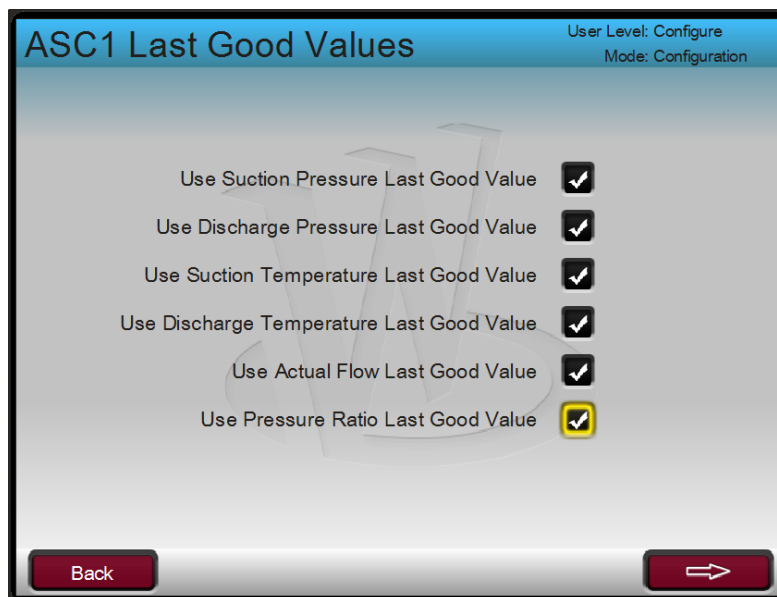 ASC1 Last Good Values
User Level: Configure
Mode: Configuration
Use Suction Pressure Last Good Value
Use Discharge Pressure Last Good Value
Use Suction Temperature Last Good Value
Use Discharge Temperature Last Good Value
Use Actual Flow Last Good Value
Use Pressure Ratio Last Good Value
Back